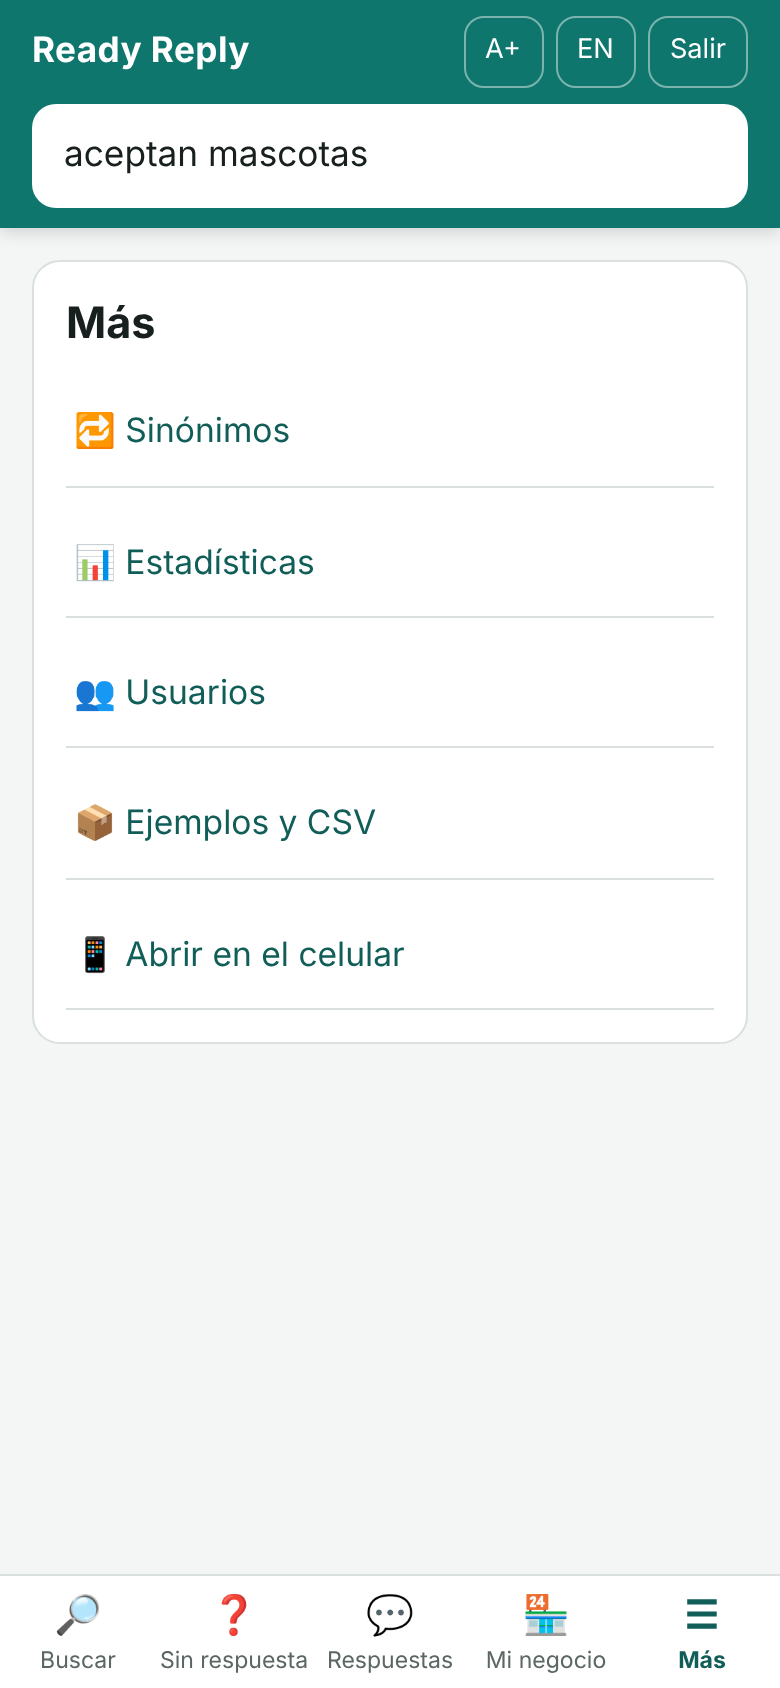 Ready Reply
A+
EN
Salir
aceptan mascotas
Más
Sinónimos
Estadísticas
Usuarios
Ejemplos y CSV
Abrir en el celular
24
Buscar
Sin respuesta
Respuestas
Mi negocio
Más